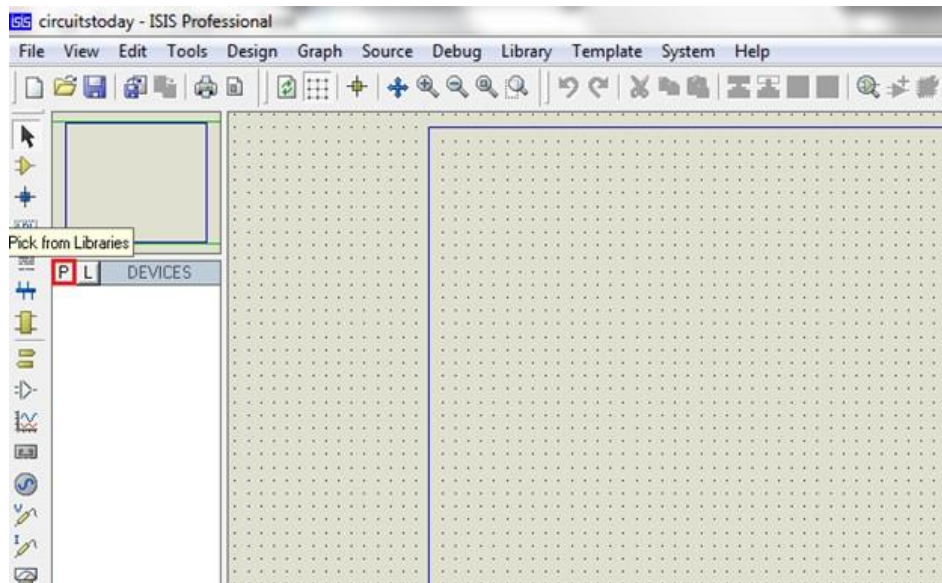 ISIS circuitstoday - ISIS Professional
File View Edit Tools Design Graph Source Debug Library Template System Help
Pick from Libraries
P L DEVICES